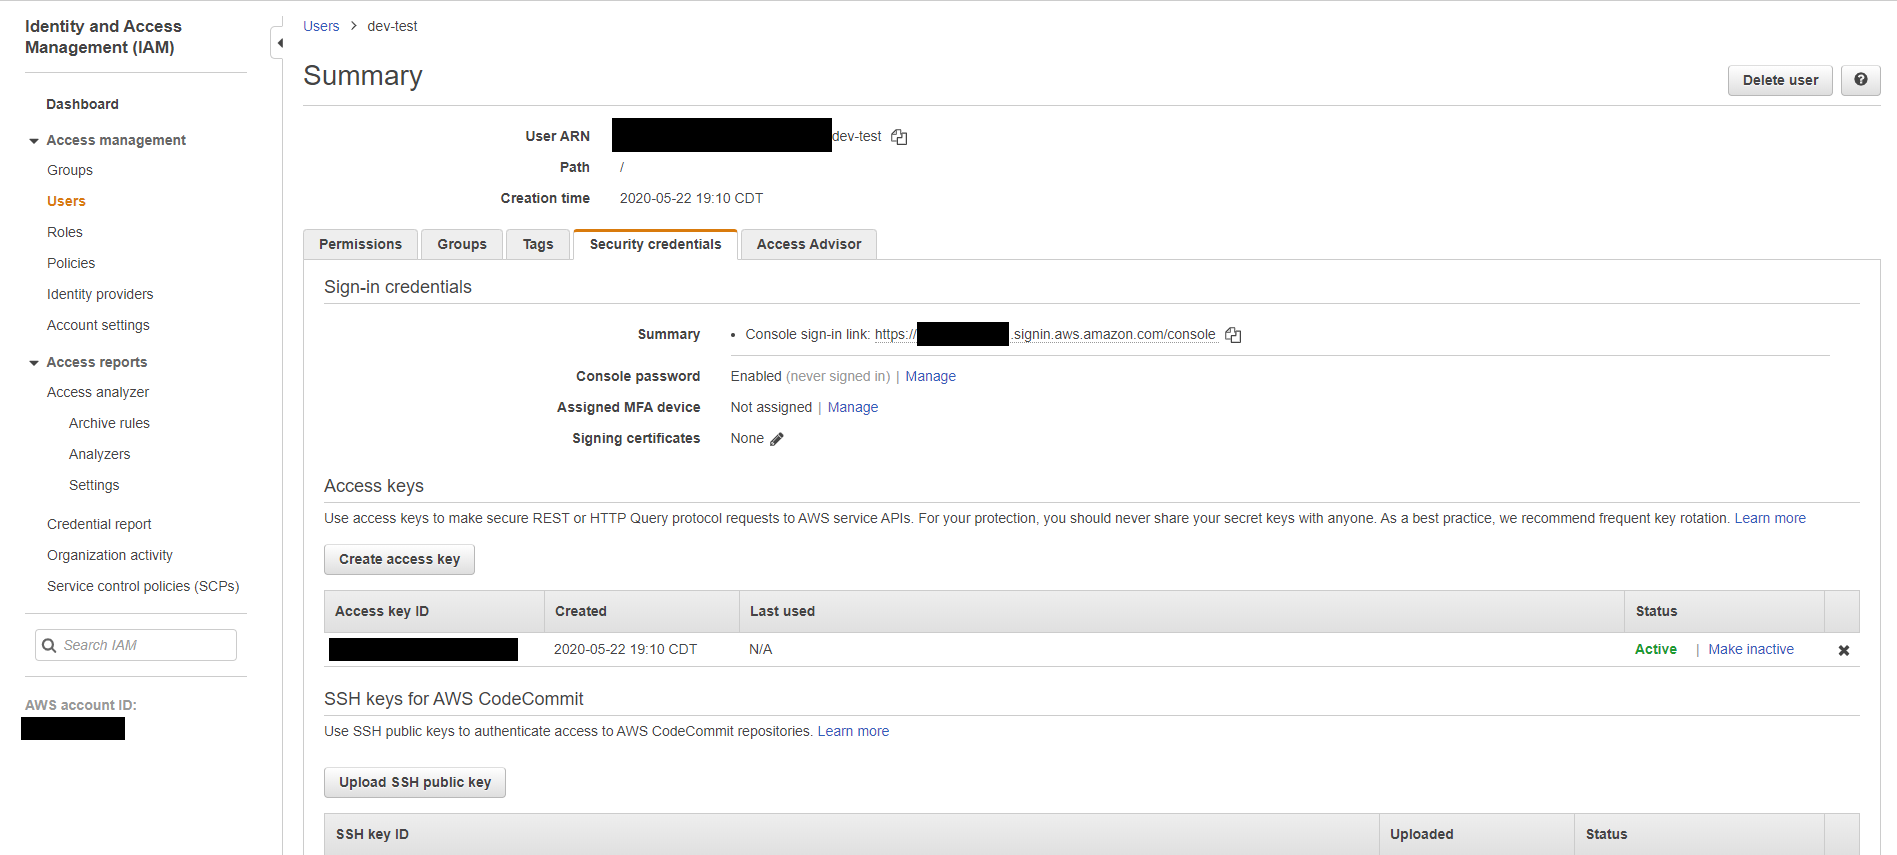 Identity and Access
Management (IAM)
Dashboard
Access management
Groups
Users
Roles
Policies
Identity providers
Account settings
Access reports
Access analyzer
Archive rules
Analyzers
Settings
Credential report
Organization activity
Service control policies (SCPs)
Search IAM
AWS account ID:
Users > dev-test
Summary
Delete user
?
User ARN dev-test
Path /
Creation time 2020-05-22 19:10 CDT
Permissions Groups Tags Security credentials Access Advisor
Sign-in credentials
Summary • Console sign-in link: https:// .signin.aws.amazon.com/console
Console password Enabled (never signed in) | Manage
Assigned MFA device Not assigned | Manage
Signing certificates None
Access keys
Use access keys to make secure REST or HTTP Query protocol requests to AWS service APIs. For your protection, you should never share your secret keys with anyone. As a best practice, we recommend frequent key rotation. Learn more
Create access key
Access key ID Created Last used Status
2020-05-22 19:10 CDT N/A Active | Make inactive
SSH keys for AWS CodeCommit
Use SSH public keys to authenticate access to AWS CodeCommit repositories. Learn more
Upload SSH public key
SSH key ID Uploaded Status